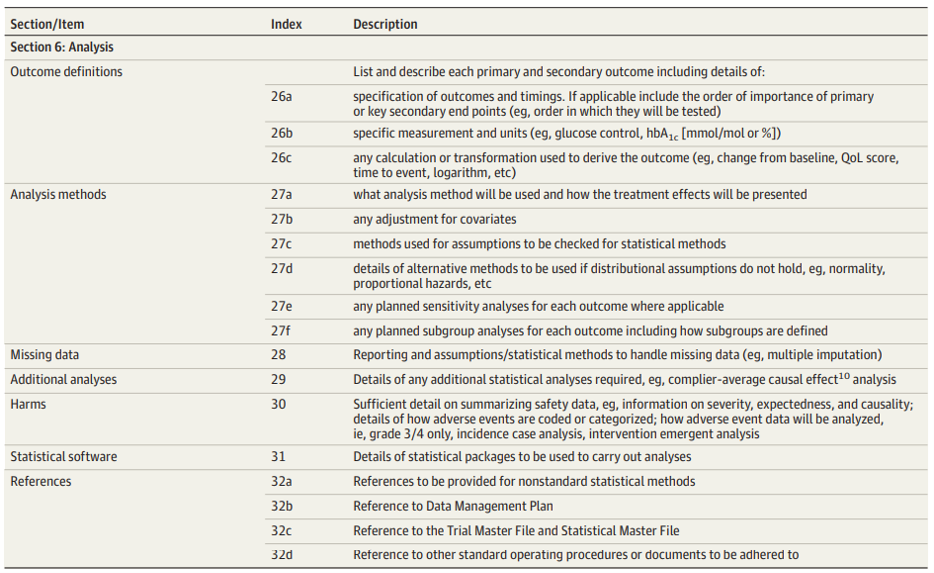 Section/Item Index Description
Section 6: Analysis
Outcome definitions List and describe each primary and secondary outcome including details of:
26a specification of outcomes and timings. If applicable include the order of importance of primary
or key secondary end points (eg, order in which they will be tested)
26b specific measurement and units (eg, glucose control, hbA1c [mmol/mol or %])
26c any calculation or transformation used to derive the outcome (eg, change from baseline, QoL score,
time to event, logarithm, etc)
Analysis methods 27a what analysis method will be used and how the treatment effects will be presented
27b any adjustment for covariates
27c methods used for assumptions to be checked for statistical methods
27d details of alternative methods to be used if distributional assumptions do not hold, eg, normality,
proportional hazards, etc
27e any planned sensitivity analyses for each outcome where applicable
27f any planned subgroup analyses for each outcome including how subgroups are defined
Missing data 28 Reporting and assumptions/statistical methods to handle missing data (eg, multiple imputation)
Additional analyses 29 Details of any additional statistical analyses required, eg, complier-average causal effect10 analysis
Harms 30 Sufficient detail on summarizing safety data, eg, information on severity, expectedness, and causality;
details of how adverse events are coded or categorized; how adverse event data will be analyzed,
ie, grade 3/4 only, incidence case analysis, intervention emergent analysis
Statistical software 31 Details of statistical packages to be used to carry out analyses
References 32a References to be provided for nonstandard statistical methods
32b Reference to Data Management Plan
32c Reference to the Trial Master File and Statistical Master File
32d Reference to other standard operating procedures or documents to be adhered to